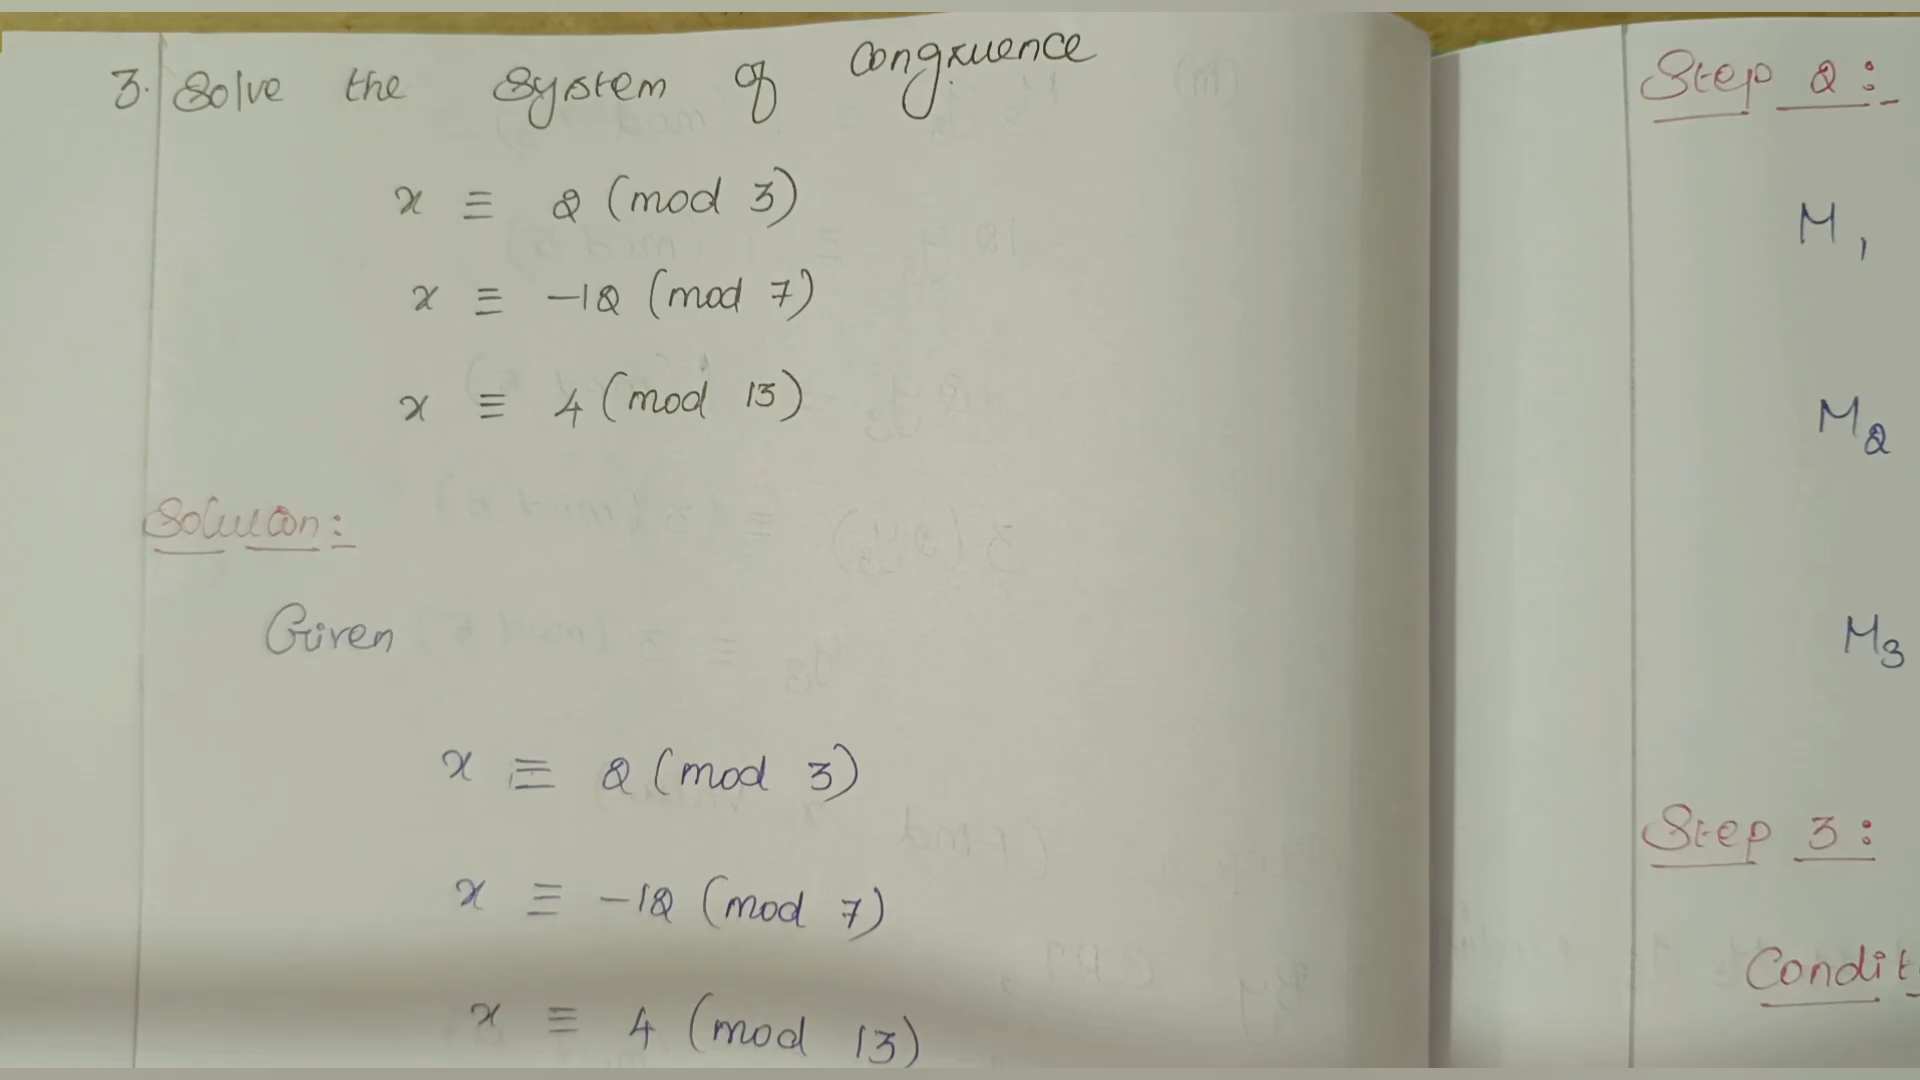 3. Solve the System of Congruence
x ≡ 2 (mod 3)
x ≡ -12 (mod 7)
x ≡ 4 (mod 13)
Solution:
Given
x ≡ 2 (mod 3)
x ≡ -12 (mod 7)
x ≡ 4 (mod 13)
Step 2:
M1
M2
M3
Step 3:
Condit